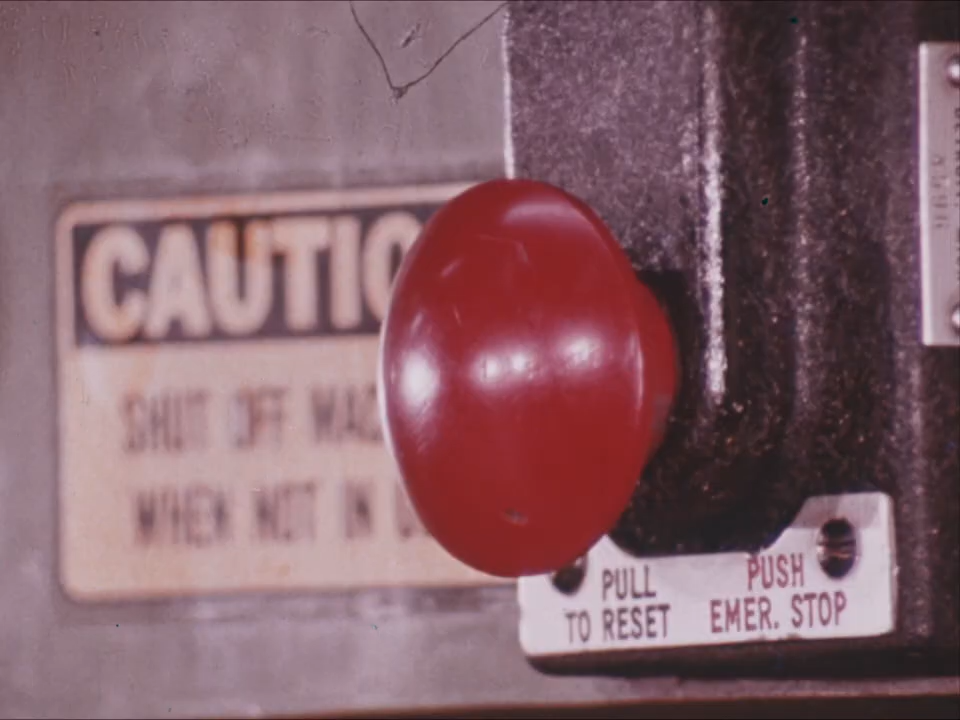 CAUTIO
SHUT OFF MAC
WHEN NOT IN U
PULL
TO RESET
PUSH
EMER. STOP